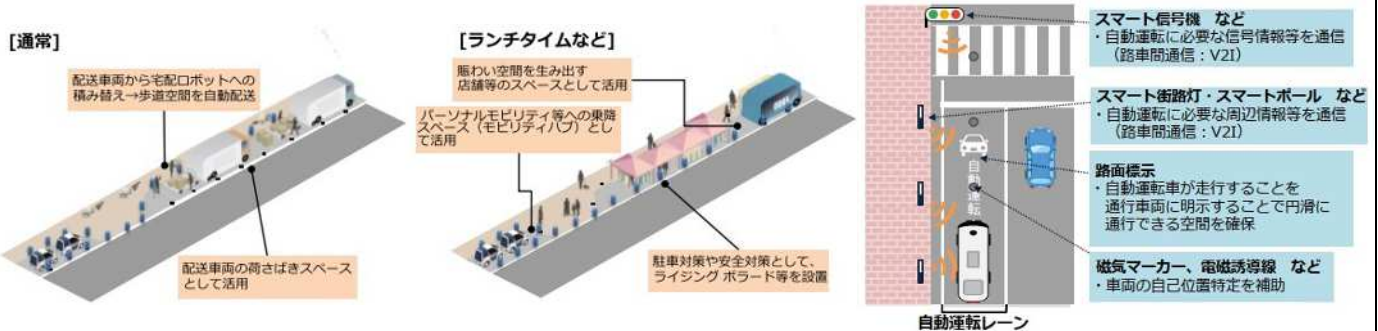 [通常]
配送車両から宅配ロボットへの
積み替え→歩道空間を自動配送
配送車両の荷さばきスペース
として活用
[ランチタイムなど]
賑わい空間を生み出す
店舗等のスペースとして活用
パーソナルモビリティ等への乗降
スペース（モビリティハブ）とし
て活用
駐車対策や安全対策として、
ライジング ボラード等を設置
スマート信号機 など
・自動運転に必要な信号情報等を通信
（路車間通信：V2I）
スマート街路灯・スマートポール など
・自動運転に必要な周辺情報等を通信
（路車間通信：V2I）
路面標示
・自動運転車が走行することを
通行車両に明示することで円滑に
通行できる空間を確保
磁気マーカー、電磁誘導線 など
・車両の自己位置特定を補助
自動運転
自動運転レーン